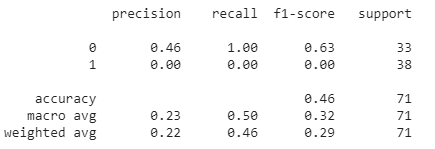 precision recall f1-score support
0 0.46 1.00 0.63 33
1 0.00 0.00 0.00 38
accuracy 0.46 71
macro avg 0.23 0.50 0.32 71
weighted avg 0.22 0.46 0.29 71